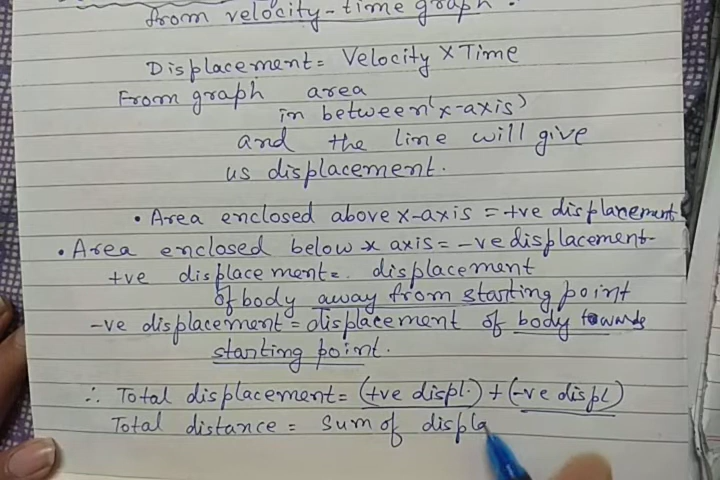 from velocity-time graph.
Displacement = Velocity X Time
From graph area
in between (x-axis)
and the line will give
us displacement.
• Area enclosed above x-axis = +ve displacement
• Area enclosed below x axis = -ve displacement
+ve displacement = displacement
of body away from starting point
-ve displacement = displacement of body towards
starting point.
∴ Total displacement = (+ve displ.) + (-ve displ)
Total distance = Sum of displa